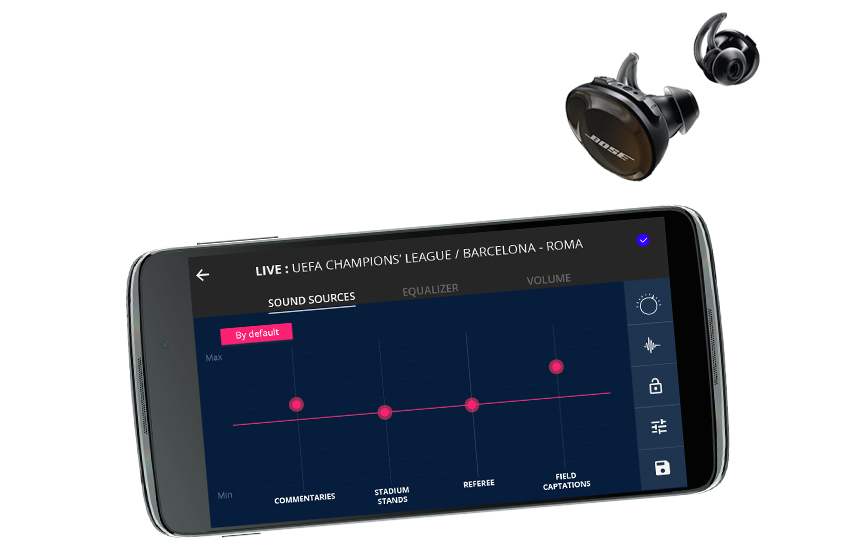 BOSE
LIVE : UEFA CHAMPIONS' LEAGUE / BARCELONA - ROMA
SOUND SOURCES
EQUALIZER
VOLUME
By default
Max
Min
COMMENTARIES
STADIUM
STANDS
REFEREE
FIELD
CAPTATIONS